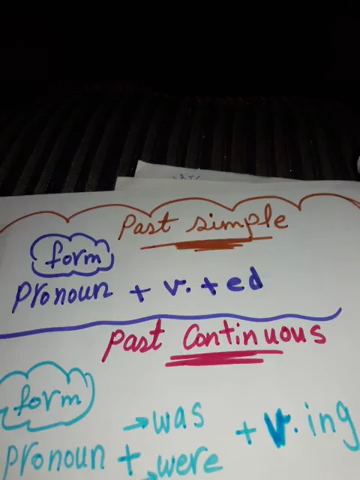 Past simple
form
Pronoun + v. + ed
Past Continuous
form
→was
pronoun + + v. ing
→were